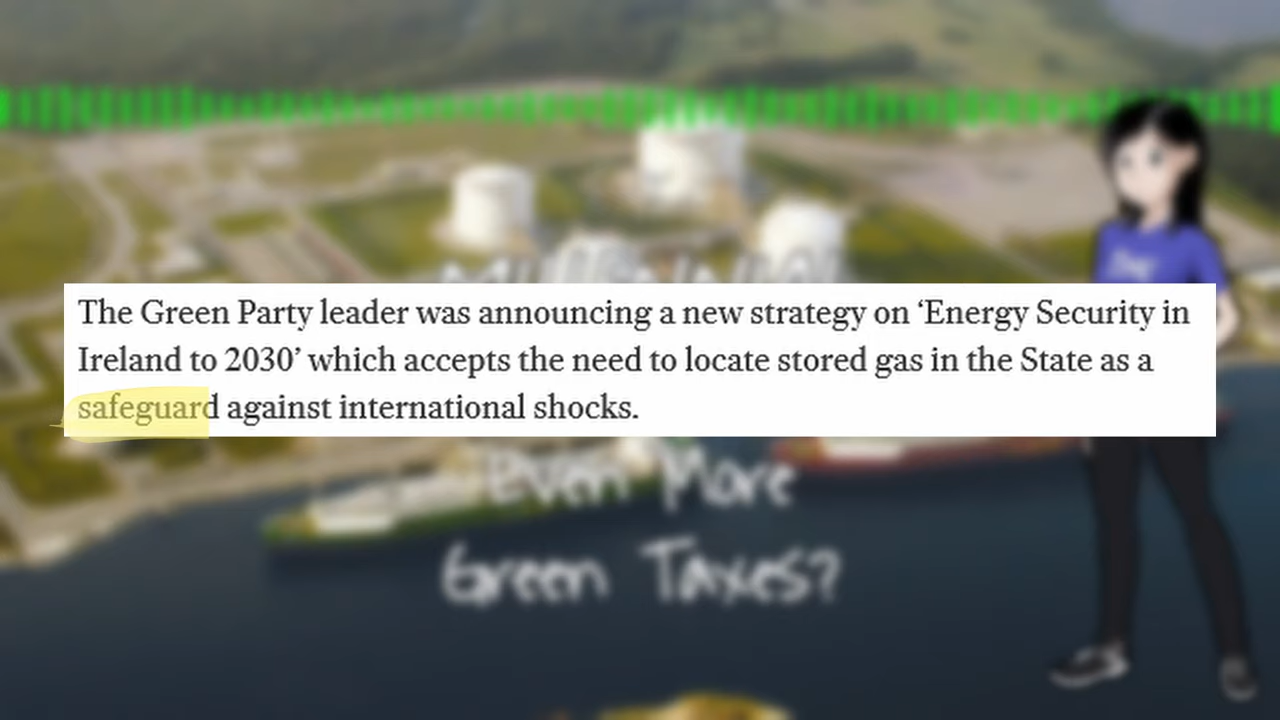 The Green Party leader was announcing a new strategy on ‘Energy Security in
Ireland to 2030’ which accepts the need to locate stored gas in the State as a
safeguard against international shocks.
Even More
Green Taxes?